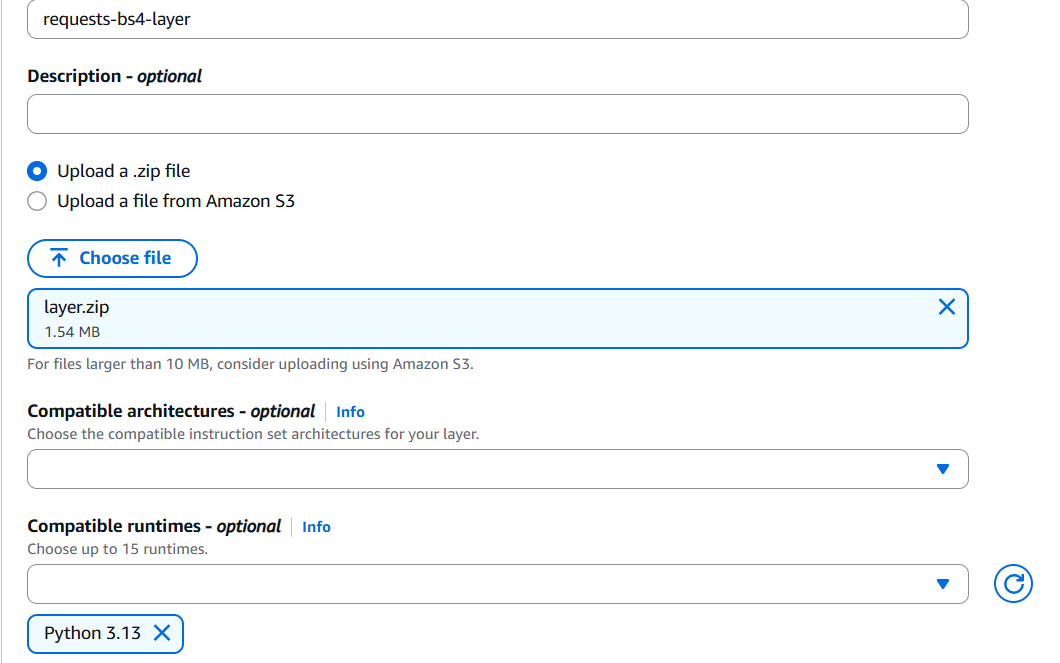 requests-bs4-layer
Description - optional
Upload a .zip file
Upload a file from Amazon S3
Choose file
layer.zip
1.54 MB
For files larger than 10 MB, consider uploading using Amazon S3.
Compatible architectures - optional Info
Choose the compatible instruction set architectures for your layer.
Compatible runtimes - optional Info
Choose up to 15 runtimes.
Python 3.13